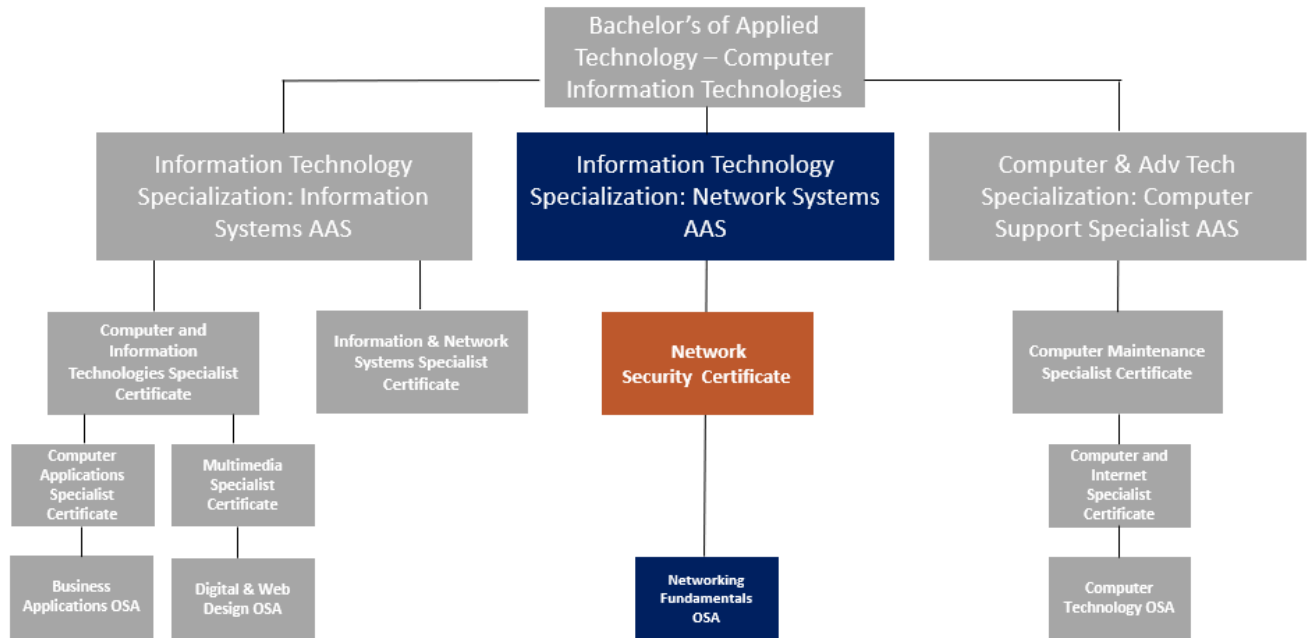 Bachelor’s of Applied
Technology – Computer
Information Technologies
Information Technology
Specialization: Information
Systems AAS
Information Technology
Specialization: Network Systems
AAS
Computer & Adv Tech
Specialization: Computer
Support Specialist AAS
Computer and
Information
Technologies Specialist
Certificate
Information & Network
Systems Specialist
Certificate
Network
Security Certificate
Computer Maintenance
Specialist Certificate
Computer
Applications
Specialist
Certificate
Multimedia
Specialist
Certificate
Computer and
Internet
Specialist
Certificate
Business
Applications OSA
Digital & Web
Design OSA
Networking
Fundamentals
OSA
Computer
Technology OSA